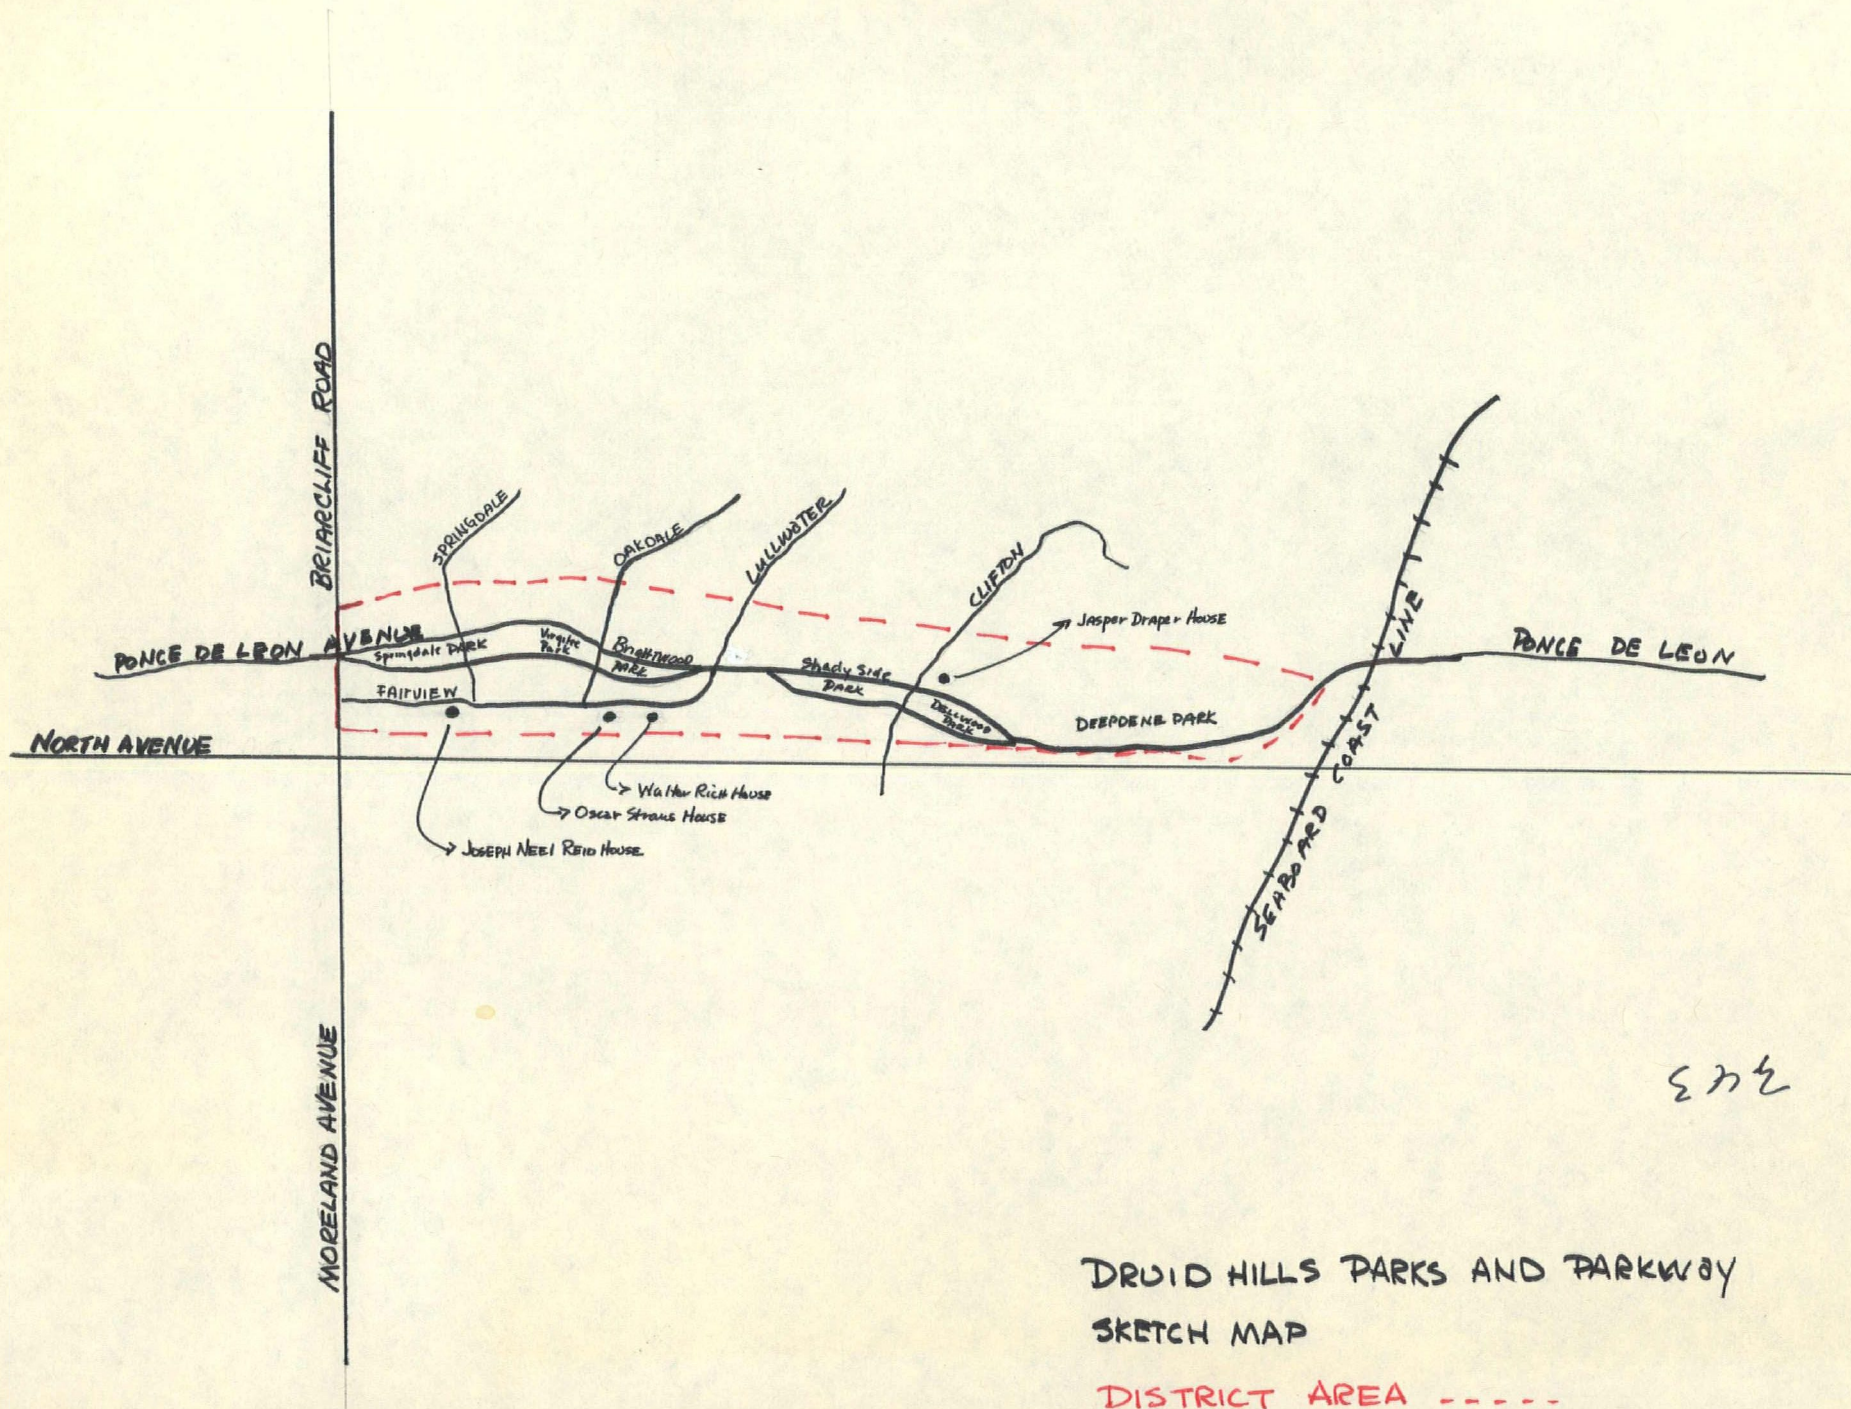 BRIARCLIFF ROAD
SPRINGDALE
OAKDALE
LULLWATER
CLIFTON
Jasper Draper House
LINE
PONCE DE LEON AVENUE
Springdale PARK
Virgilee
Park
Brightwood
PARK
Shady Side
PARK
PONCE DE LEON
FAIRVIEW
DELLWOOD
PARK
DEEPDENE PARK
NORTH AVENUE
COAST
Walter Rich House
Oscar Straus House
JOSEPH NEEL REID HOUSE
SEABOARD
MORELAND AVENUE
DRUID HILLS PARKS AND PARKWAY
SKETCH MAP
DISTRICT AREA -----